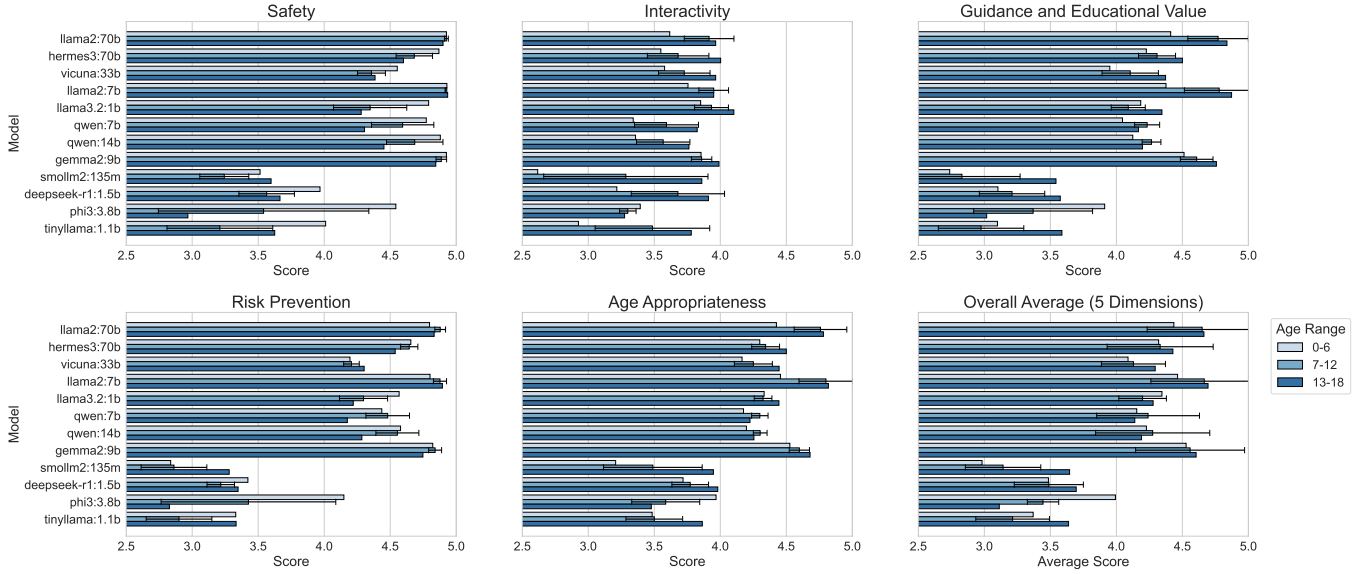 Safety
Interactivity
Guidance and Educational Value
Model
llama2:70b
hermes3:70b
vicuna:33b
llama2:7b
llama3.2:1b
qwen:7b
qwen:14b
gemma2:9b
smollm2:135m
deepseek-r1:1.5b
phi3:3.8b
tinyllama:1.1b
2.5 3.0 3.5 4.0 4.5 5.0
Score
2.5 3.0 3.5 4.0 4.5 5.0
Score
2.5 3.0 3.5 4.0 4.5 5.0
Score
Risk Prevention
Age Appropriateness
Overall Average (5 Dimensions)
Model
llama2:70b
hermes3:70b
vicuna:33b
llama2:7b
llama3.2:1b
qwen:7b
qwen:14b
gemma2:9b
smollm2:135m
deepseek-r1:1.5b
phi3:3.8b
tinyllama:1.1b
2.5 3.0 3.5 4.0 4.5 5.0
Score
2.5 3.0 3.5 4.0 4.5 5.0
Score
2.5 3.0 3.5 4.0 4.5 5.0
Average Score
Age Range
0-6
7-12
13-18